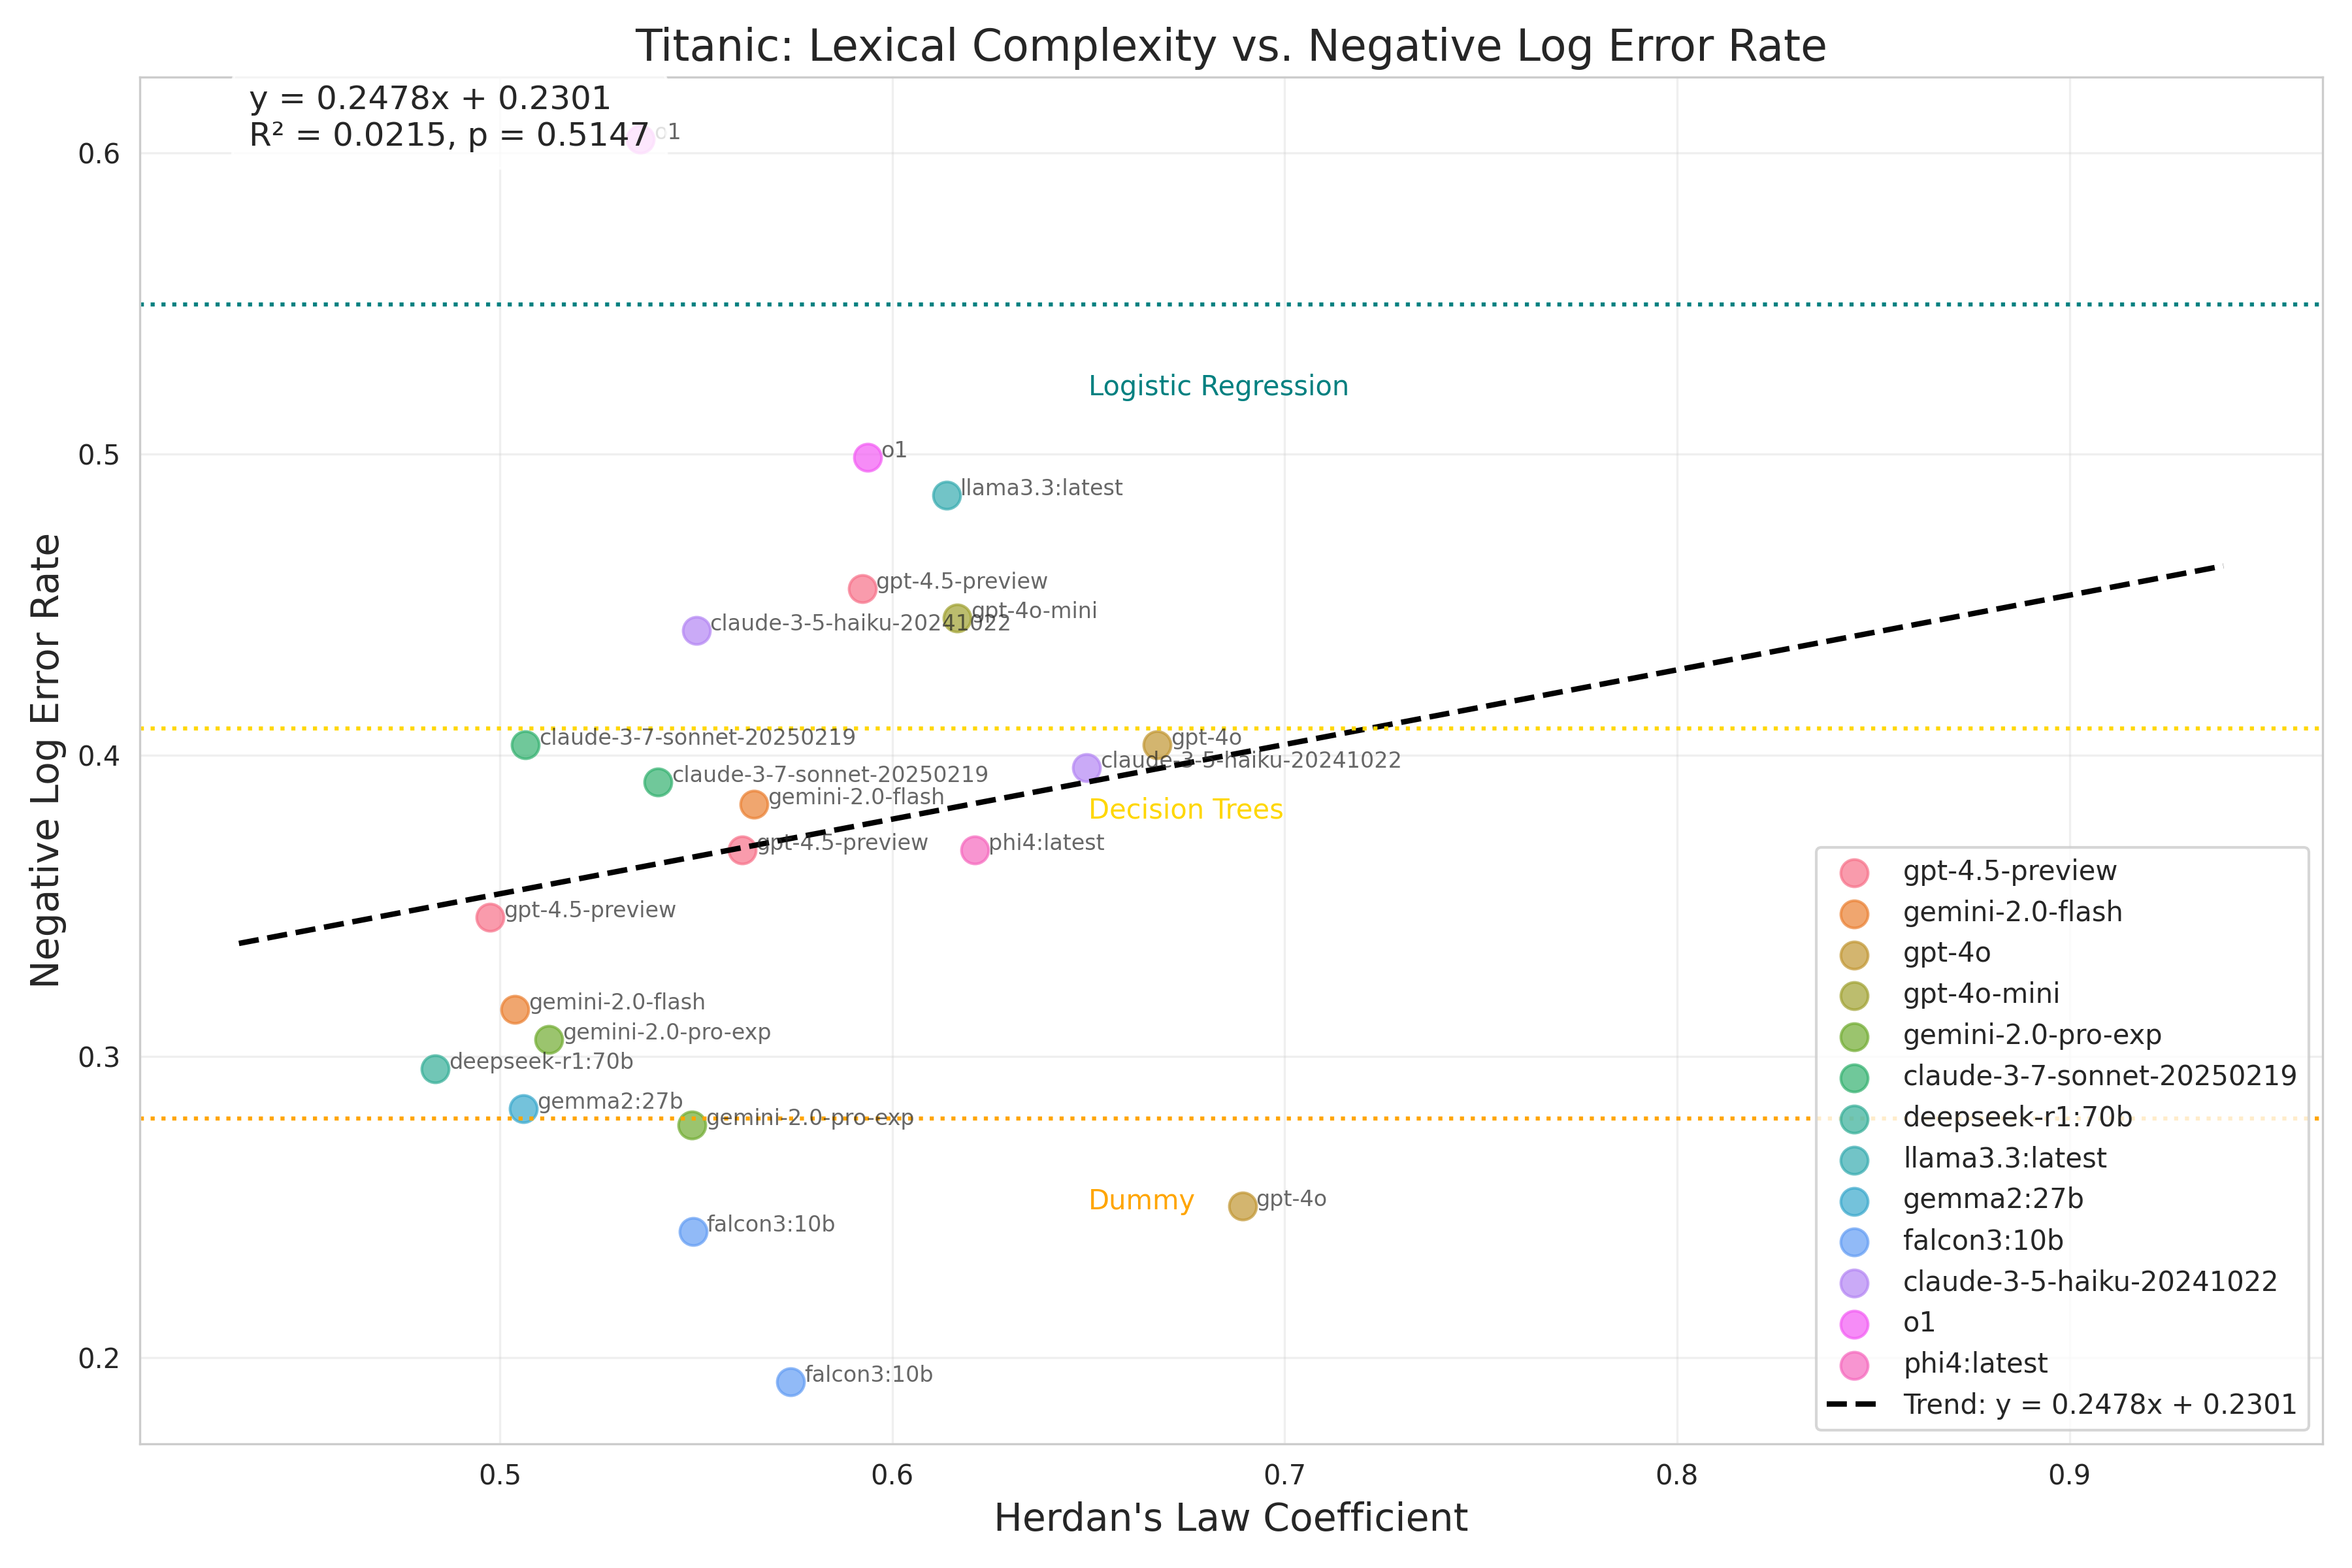 Titanic: Lexical Complexity vs. Negative Log Error Rate
y = 0.2478x + 0.2301
R² = 0.0215, p = 0.5147
o1
0.6
Logistic Regression
0.5
o1
llama3.3:latest
gpt-4.5-preview
gpt-4o-mini
claude-3-5-haiku-20241022
Negative Log Error Rate
claude-3-7-sonnet-20250219
gpt-4o
0.4
claude-3-5-haiku-20241022
claude-3-7-sonnet-20250219
gemini-2.0-flash
Decision Trees
gpt-4.5-preview
phi4:latest
gpt-4.5-preview
gemini-2.0-flash
gemini-2.0-pro-exp
0.3
deepseek-r1:70b
gemma2:27b
gemini-2.0-pro-exp
Dummy
gpt-4o
falcon3:10b
0.2
falcon3:10b
gpt-4.5-preview
gemini-2.0-flash
gpt-4o
gpt-4o-mini
gemini-2.0-pro-exp
claude-3-7-sonnet-20250219
deepseek-r1:70b
llama3.3:latest
gemma2:27b
falcon3:10b
claude-3-5-haiku-20241022
o1
phi4:latest
Trend: y = 0.2478x + 0.2301
0.5 0.6 0.7 0.8 0.9
Herdan's Law Coefficient